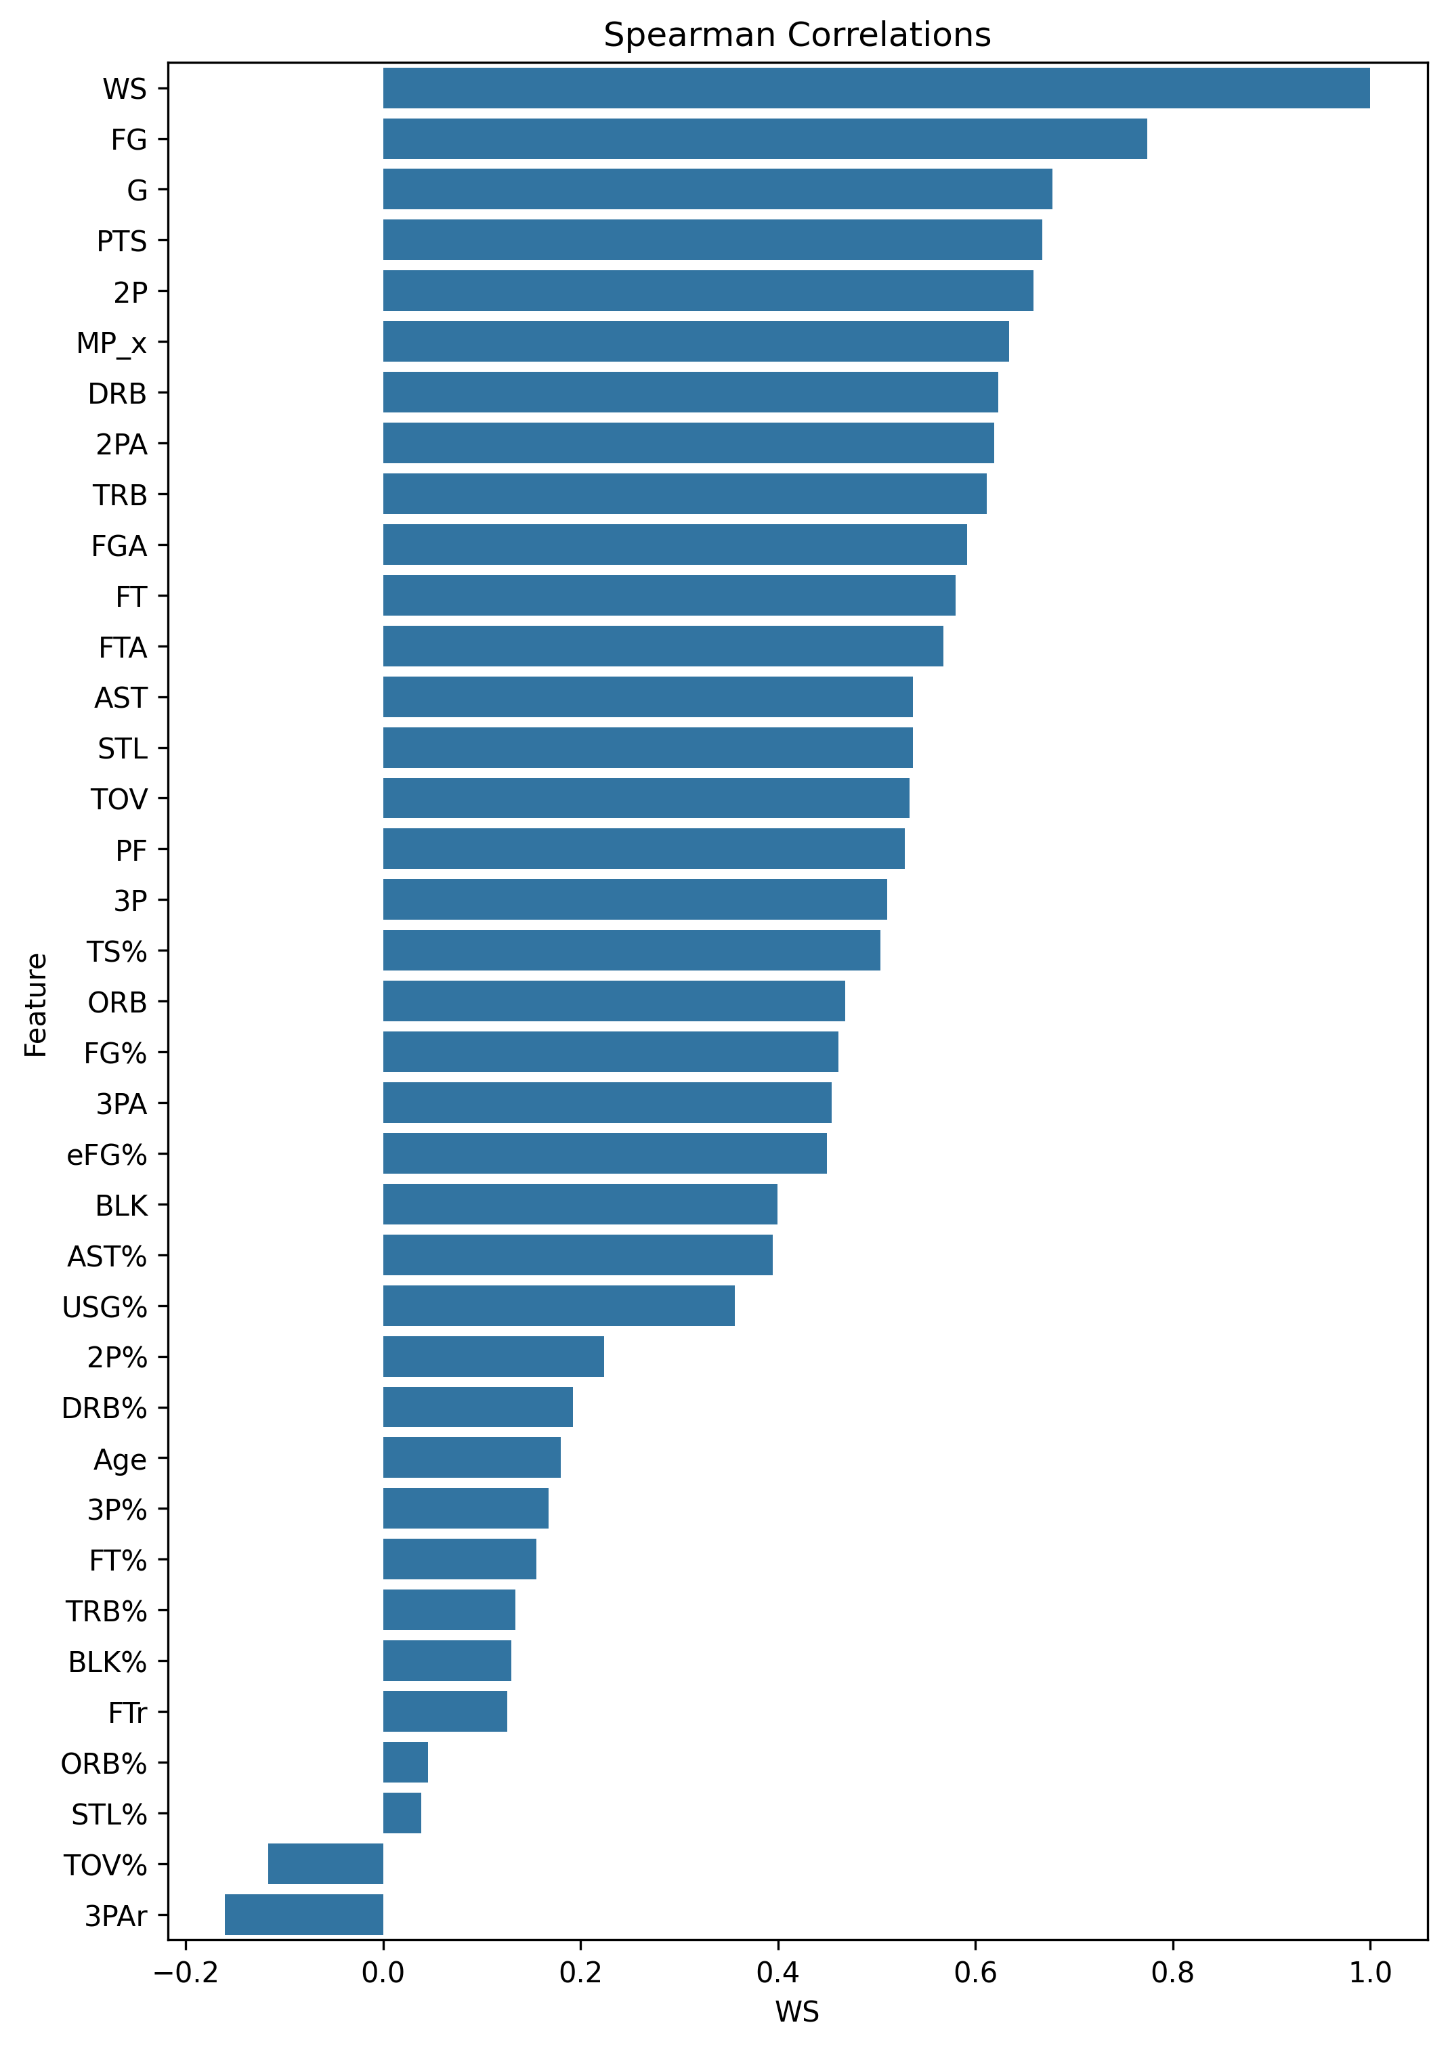 Spearman Correlations
WS
FG
G
PTS
2P
MP_x
DRB
2PA
TRB
FGA
FT
FTA
AST
STL
TOV
PF
3P
TS%
ORB
FG%
3PA
eFG%
BLK
AST%
USG%
2P%
DRB%
Age
3P%
FT%
TRB%
BLK%
FTr
ORB%
STL%
TOV%
3PAr
Feature
−0.2 0.0 0.2 0.4 0.6 0.8 1.0
WS